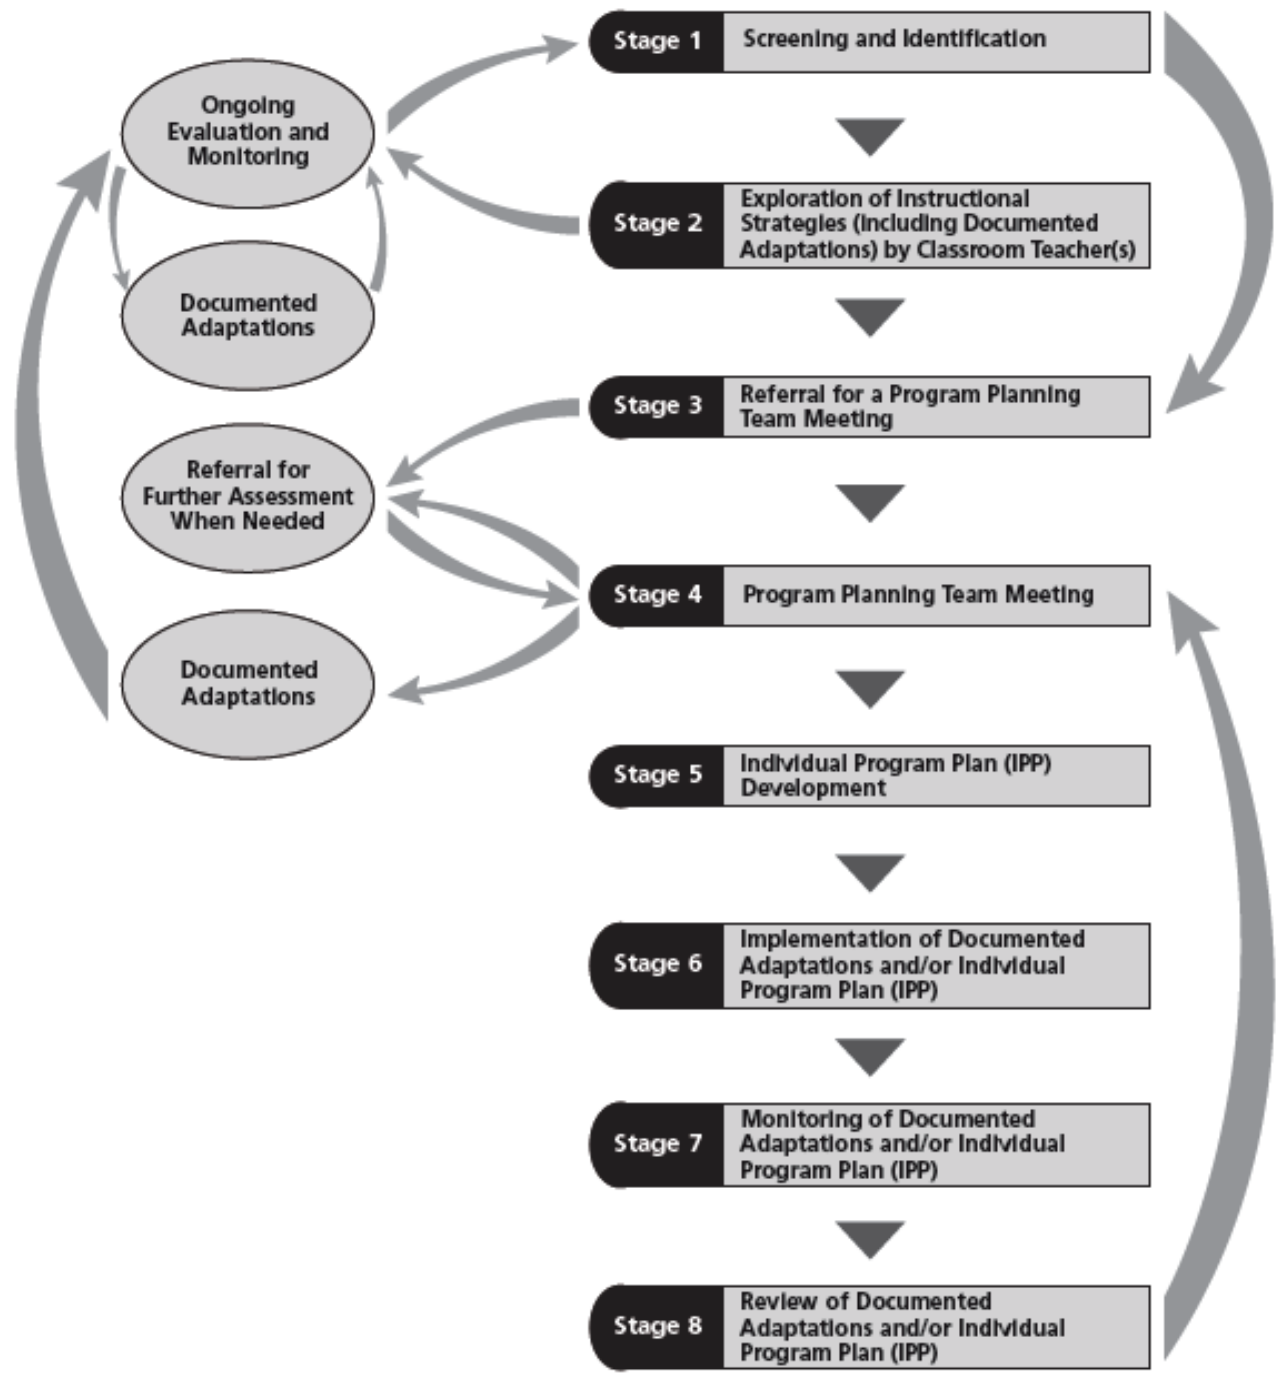 Stage 1
Screening and Identification
Ongoing
Evaluation and
Monitoring
Stage 2
Exploration of Instructional
Strategies (Including Documented
Adaptations) by Classroom Teacher(s)
Documented
Adaptations
Stage 3
Referral for a Program Planning
Team Meeting
Referral for
Further Assessment
When Needed
Stage 4
Program Planning Team Meeting
Documented
Adaptations
Stage 5
Individual Program Plan (IPP)
Development
Stage 6
Implementation of Documented
Adaptations and/or Individual
Program Plan (IPP)
Stage 7
Monitoring of Documented
Adaptations and/or Individual
Program Plan (IPP)
Stage 8
Review of Documented
Adaptations and/or Individual
Program Plan (IPP)